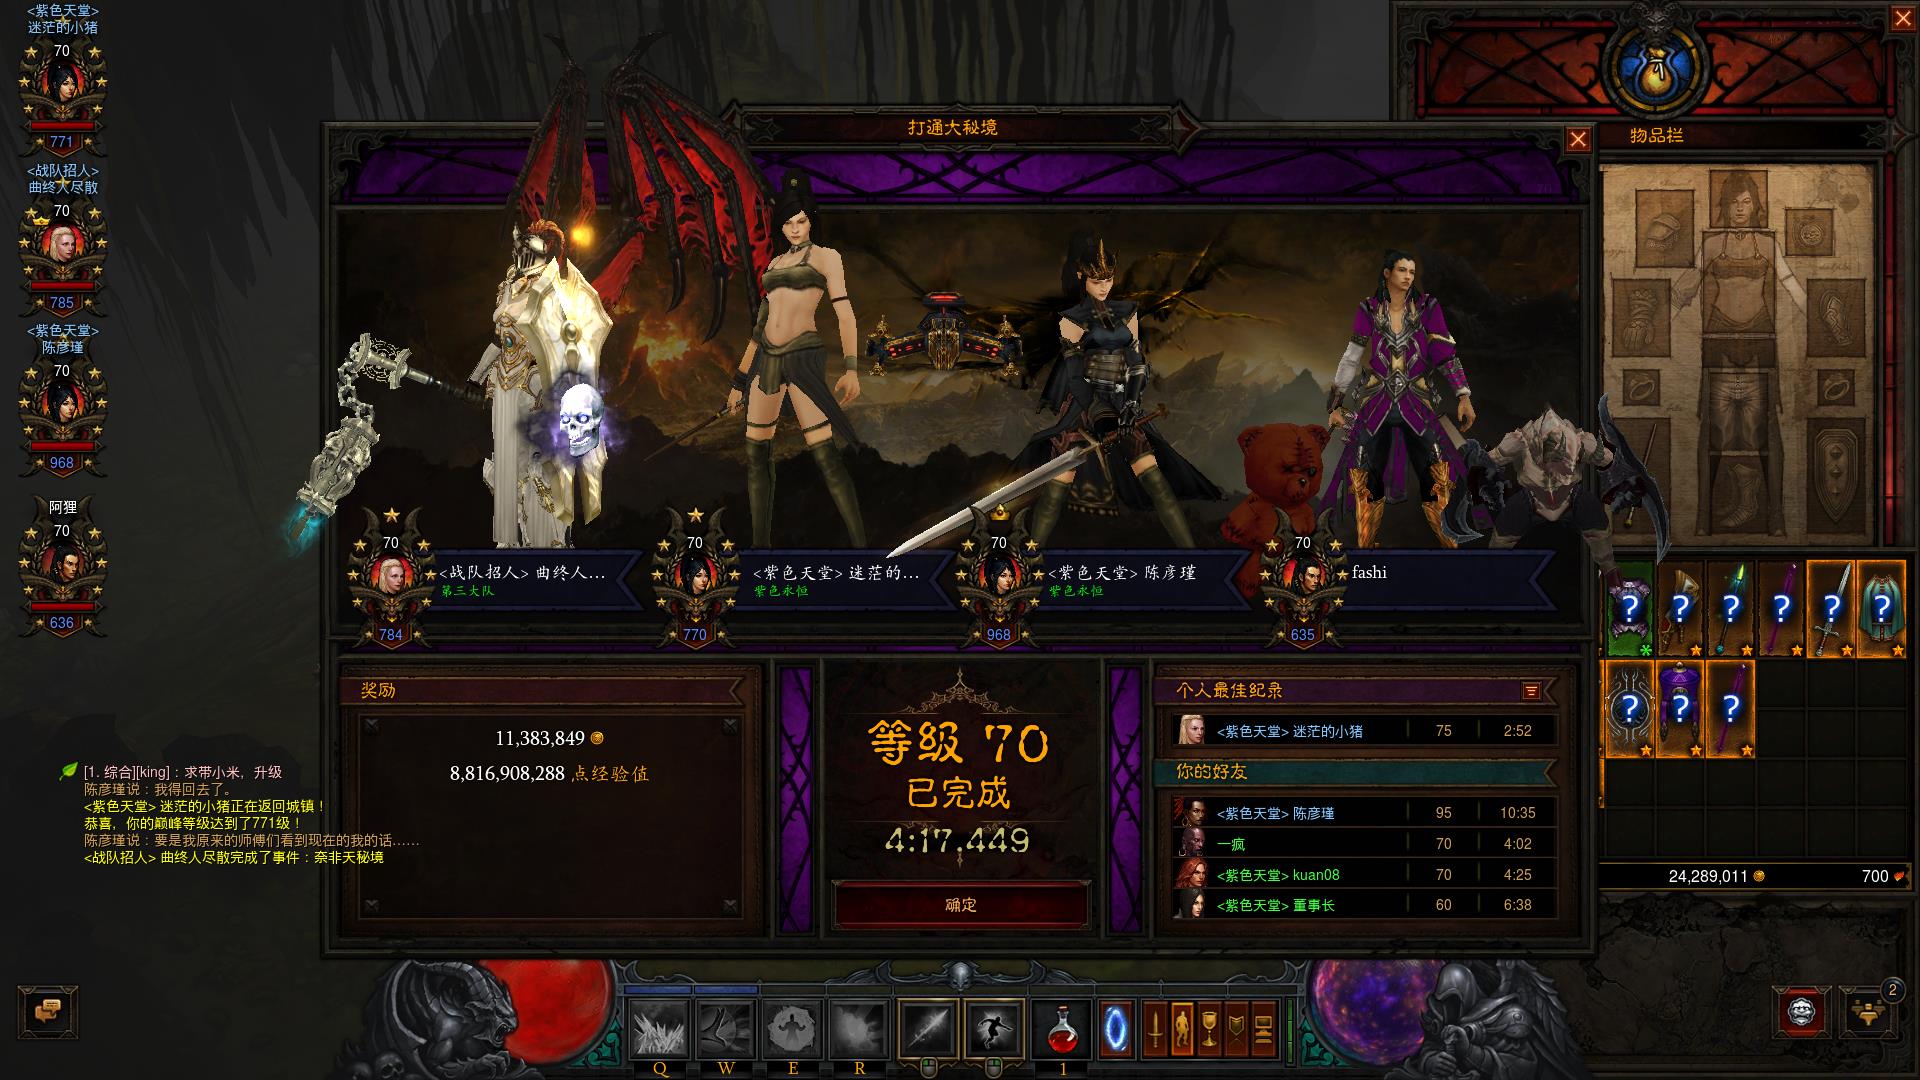 <紫色天堂>
迷茫的小猪
70
771
<战队招人>
曲终人尽散
70
785
<紫色天堂>
陈彦瑾
70
968
阿狸
70
636
打通大秘境
物品栏
70
<战队招人> 曲终人...
第三大队
784
70
<紫色天堂> 迷茫的...
紫色永恒
770
70
<紫色天堂> 陈彦瑾
紫色永恒
968
70
fashi
635
奖励
11,383,849
8,816,908,288 点经验值
等级 70
已完成
4:17.449
确定
个人最佳纪录
<紫色天堂> 迷茫的小猪 75 2:52
你的好友
<紫色天堂> 陈彦瑾 95 10:35
一疯 70 4:02
<紫色天堂> kuan08 70 4:25
<紫色天堂> 董事长 60 6:38
? ? ? ? ? ?
? ? ?
24,289,011 700
[1. 综合][king]：求带小米，升级
陈彦瑾说：我得回去了。
<紫色天堂> 迷茫的小猪正在返回城镇！
恭喜，你的巅峰等级达到了771级！
陈彦瑾说：要是我原来的师傅们看到现在的我的话……
<战队招人> 曲终人尽散完成了事件：奈非天秘境
Q W E R 1
2